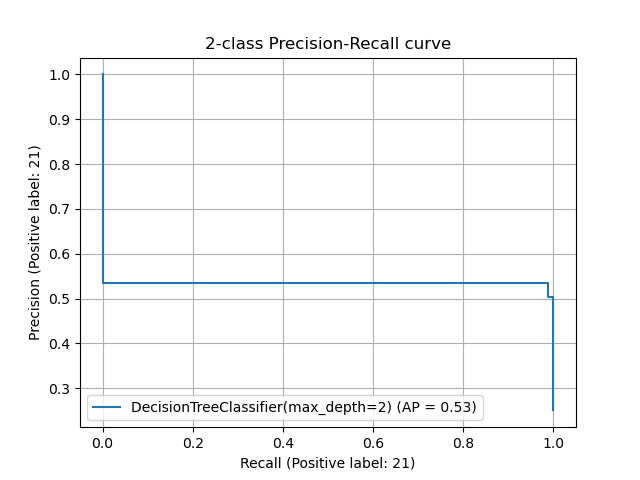 2-class Precision-Recall curve
1.0
0.9
0.8
0.7
0.6
0.5
0.4
0.3
Precision (Positive label: 21)
DecisionTreeClassifier(max_depth=2) (AP = 0.53)
0.0 0.2 0.4 0.6 0.8 1.0
Recall (Positive label: 21)